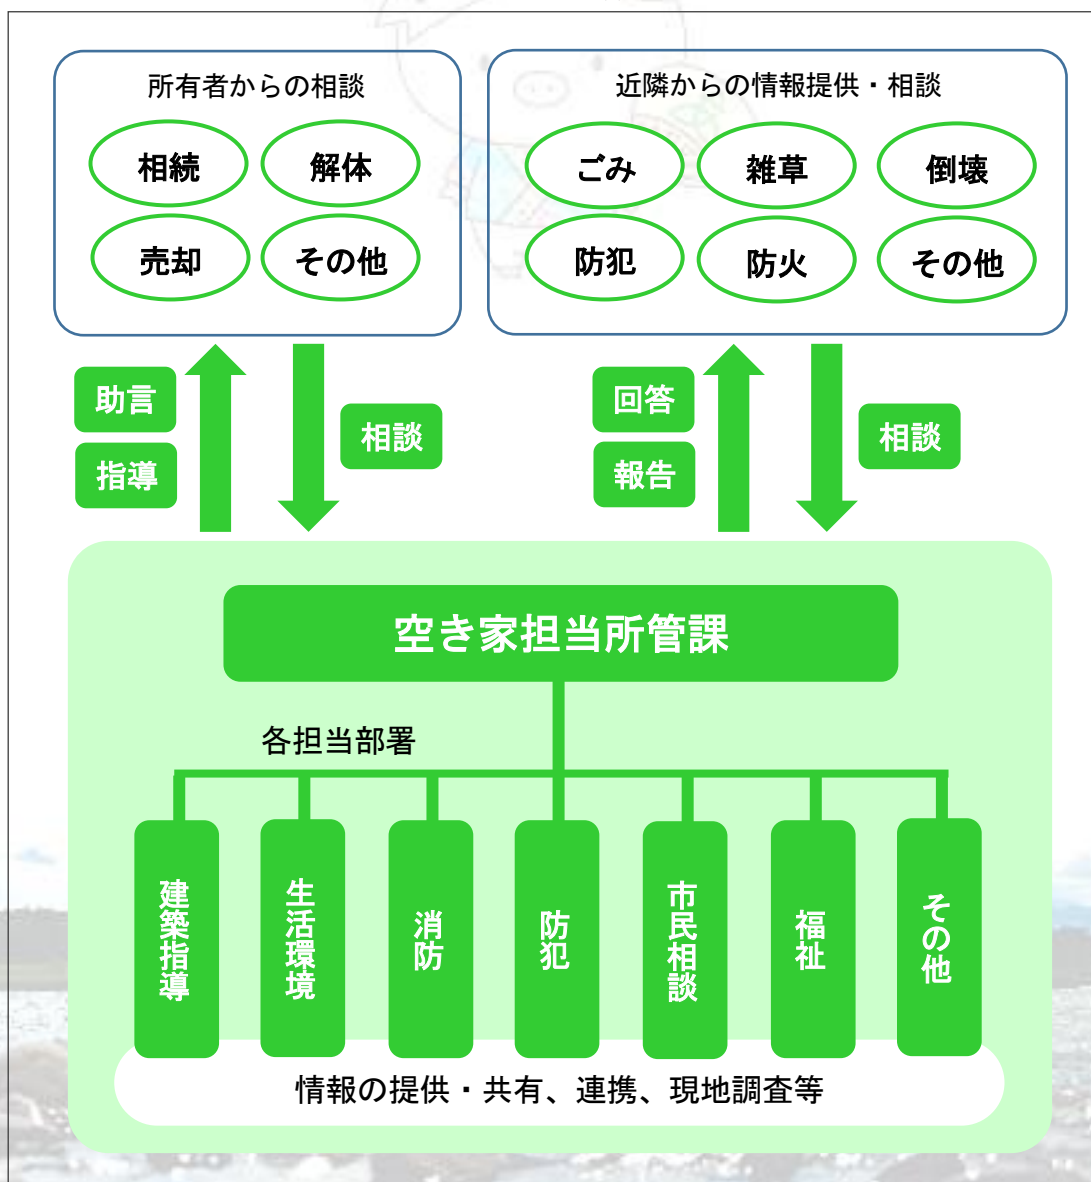 所有者からの相談
相続
解体
売却
その他
近隣からの情報提供・相談
ごみ
雑草
倒壊
防犯
防火
その他
助言
指導
相談
回答
報告
相談
空き家担当所管課
各担当部署
建築指導
生活環境
消防
防犯
市民相談
福祉
その他
情報の提供・共有、連携、現地調査等